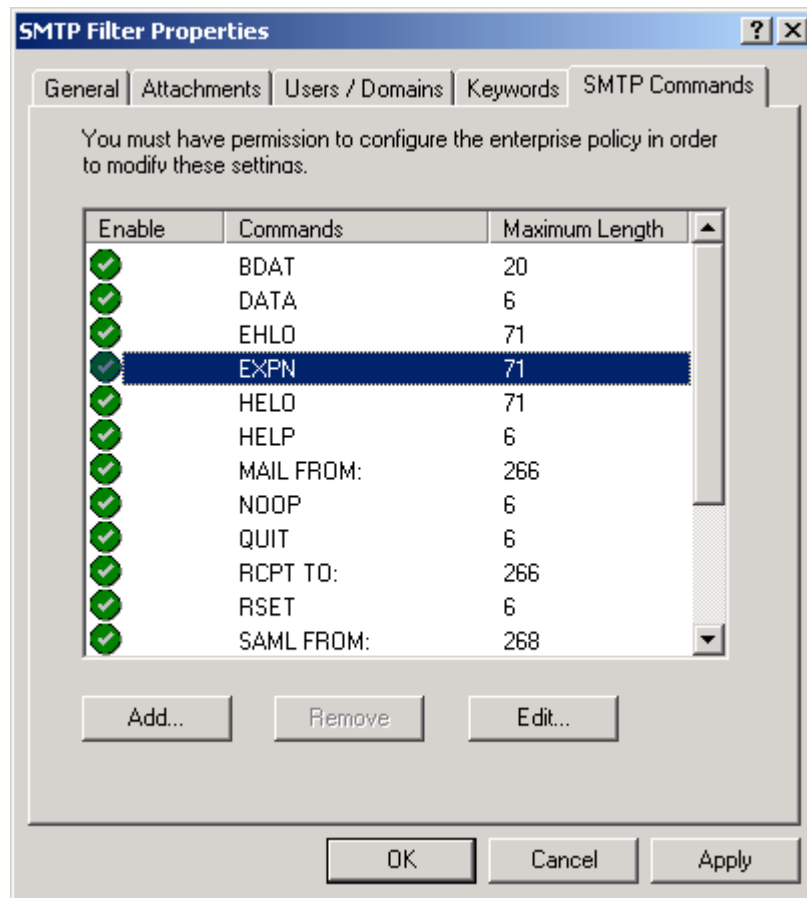 SMTP Filter Properties
General Attachments Users / Domains Keywords SMTP Commands
You must have permission to configure the enterprise policy in order
to modify these settings.
Enable Commands Maximum Length
BDAT 20
DATA 6
EHLO 71
EXPN 71
HELO 71
HELP 6
MAIL FROM: 266
NOOP 6
QUIT 6
RCPT TO: 266
RSET 6
SAML FROM: 268
Add... Remove Edit...
OK Cancel Apply